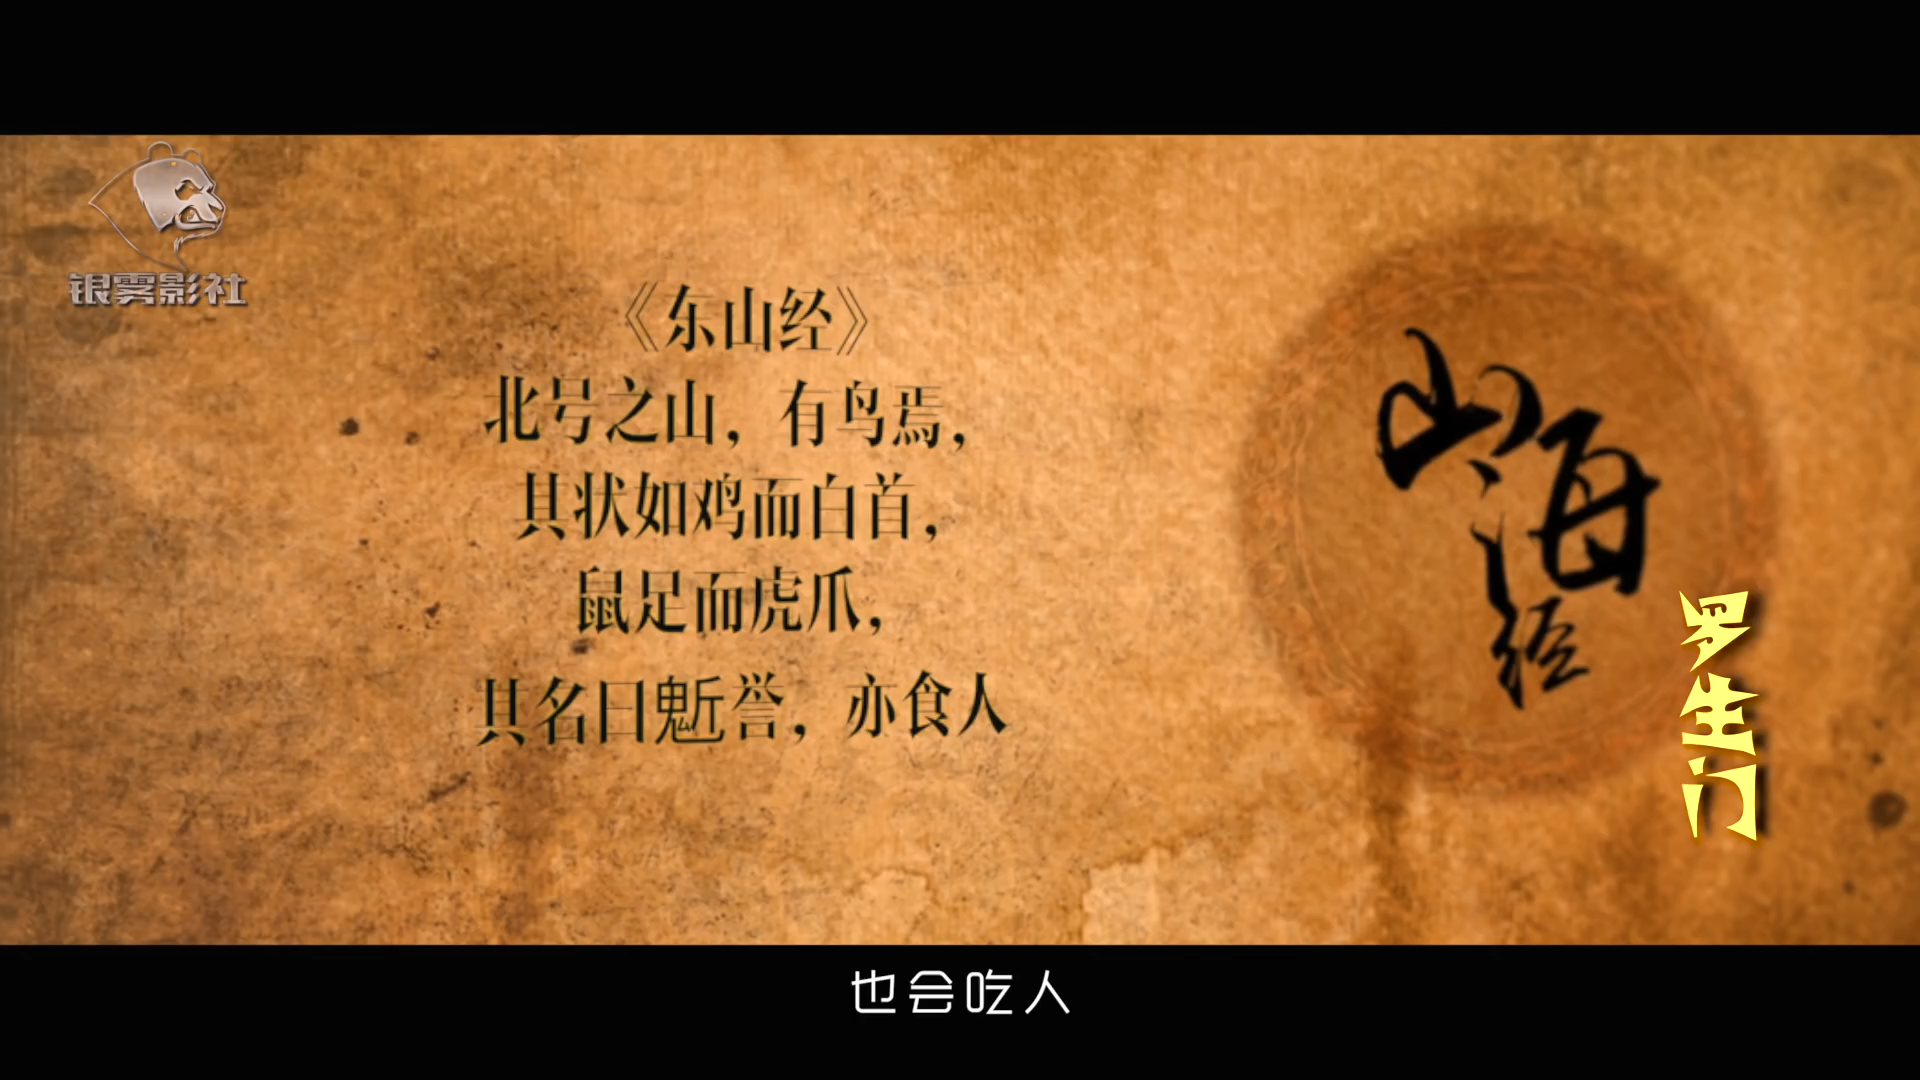 银雾影社
《东山经》
北号之山，有鸟焉，
其状如鸡而白首，
鼠足而虎爪，
其名曰鬿誉，亦食人
山海经
罗生门
也会吃人